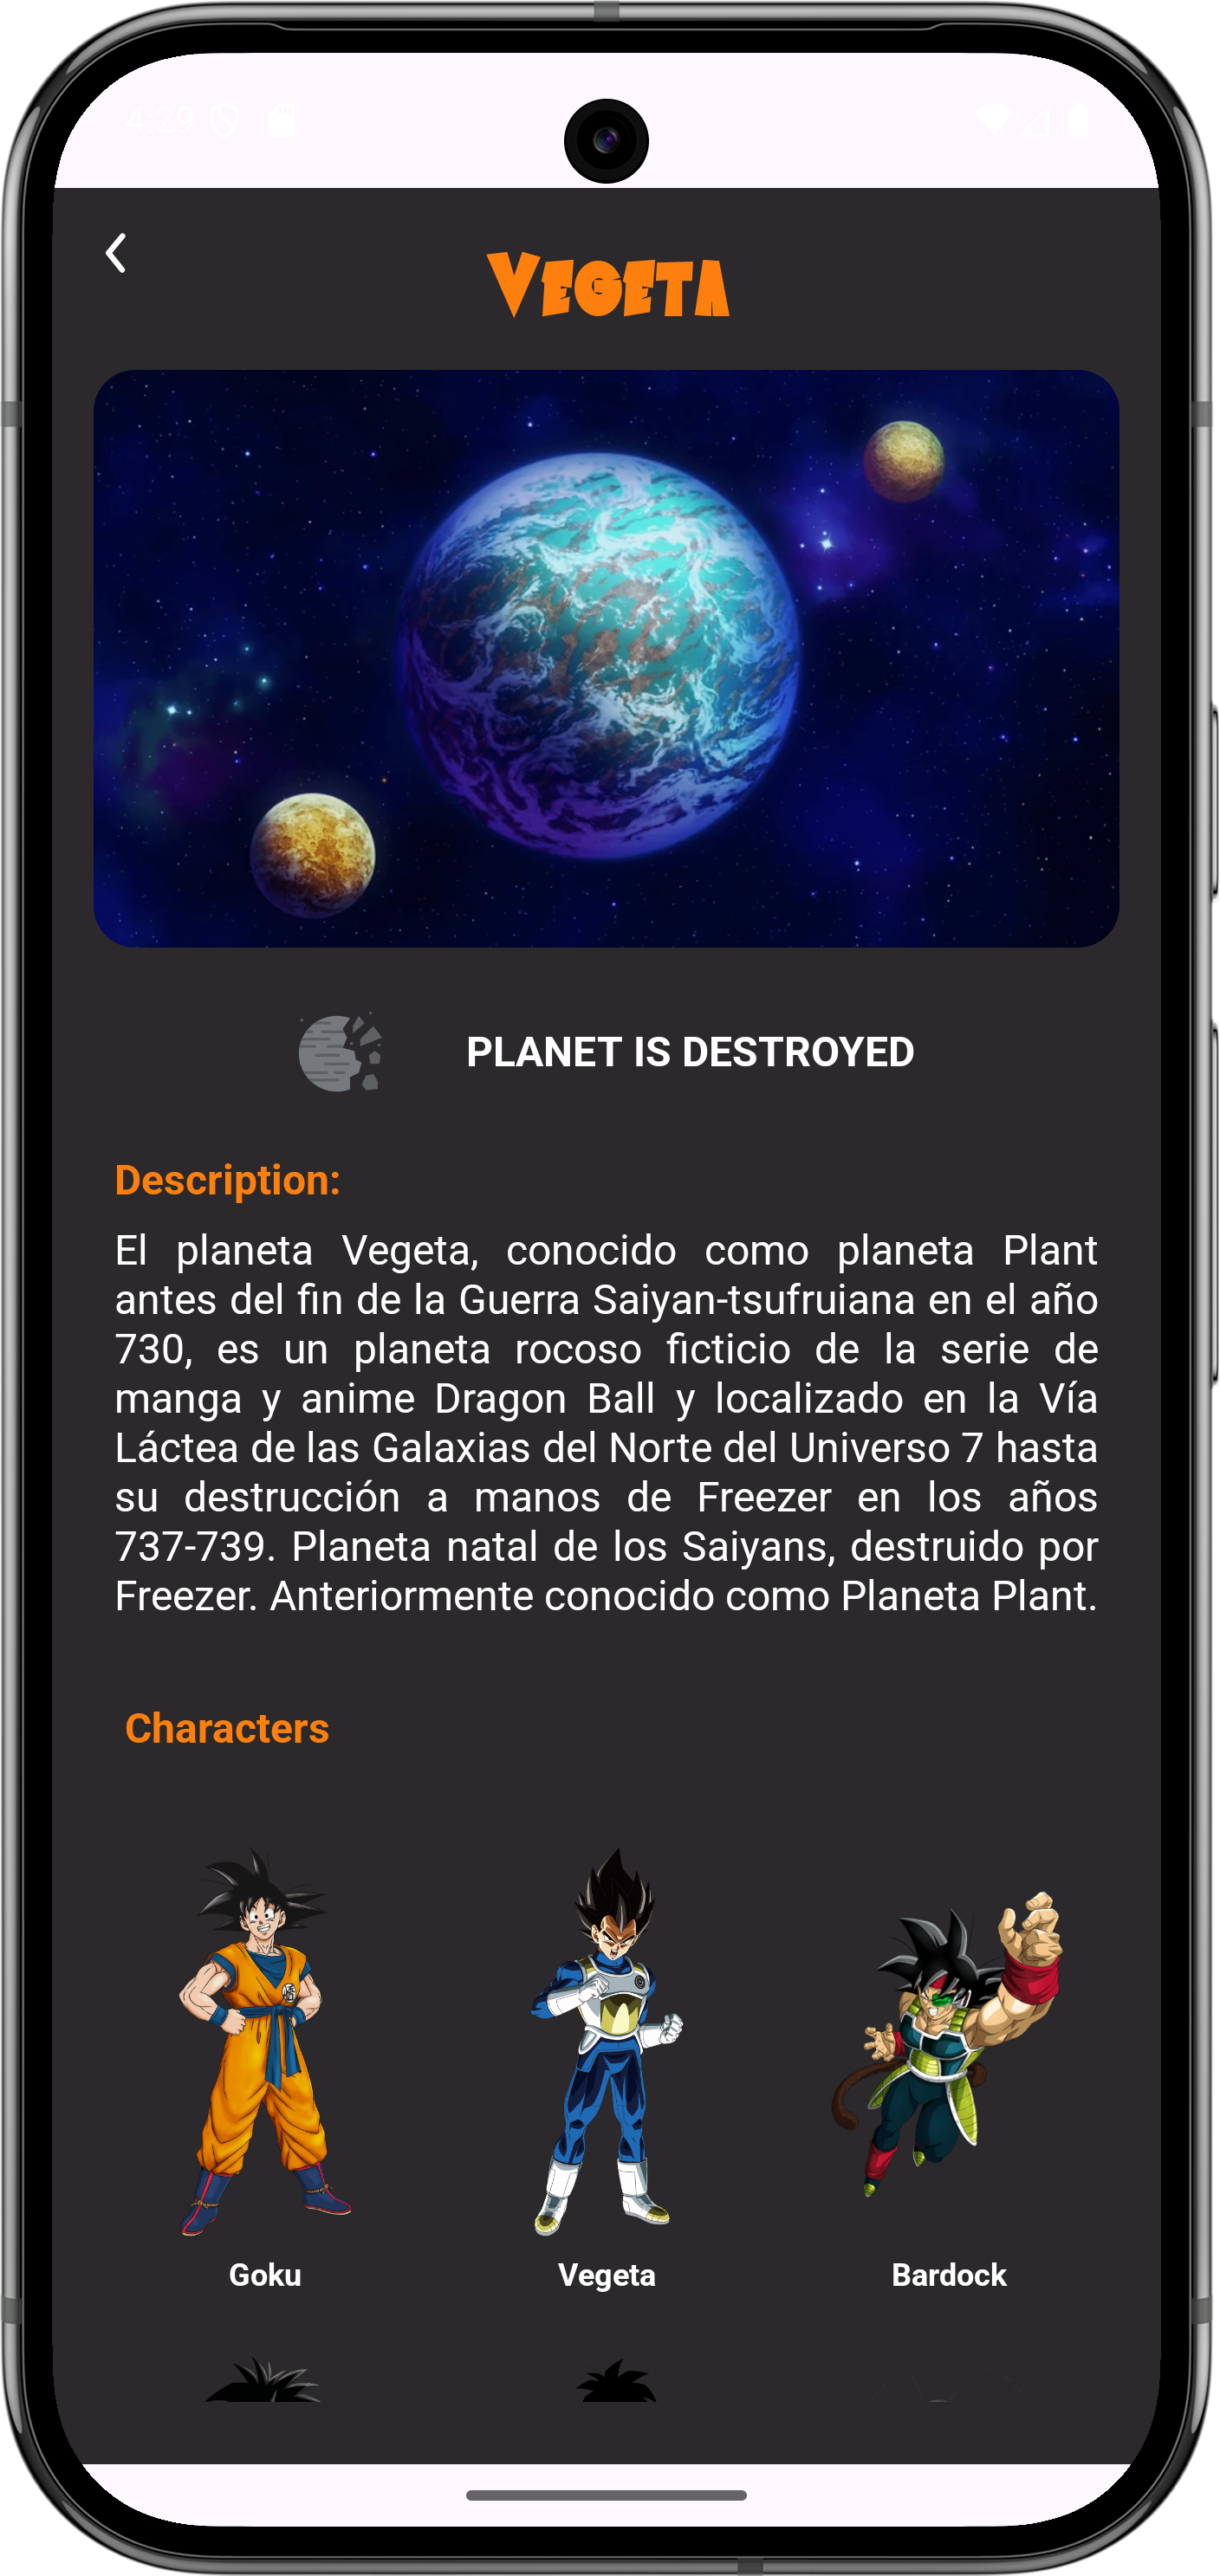 4:29
VEGETA
PLANET IS DESTROYED
Description:
El planeta Vegeta, conocido como planeta Plant
antes del fin de la Guerra Saiyan-tsufruiana en el año
730, es un planeta rocoso ficticio de la serie de
manga y anime Dragon Ball y localizado en la Vía
Láctea de las Galaxias del Norte del Universo 7 hasta
su destrucción a manos de Freezer en los años
737-739. Planeta natal de los Saiyans, destruido por
Freezer. Anteriormente conocido como Planeta Plant.
Characters
Goku
Vegeta
Bardock